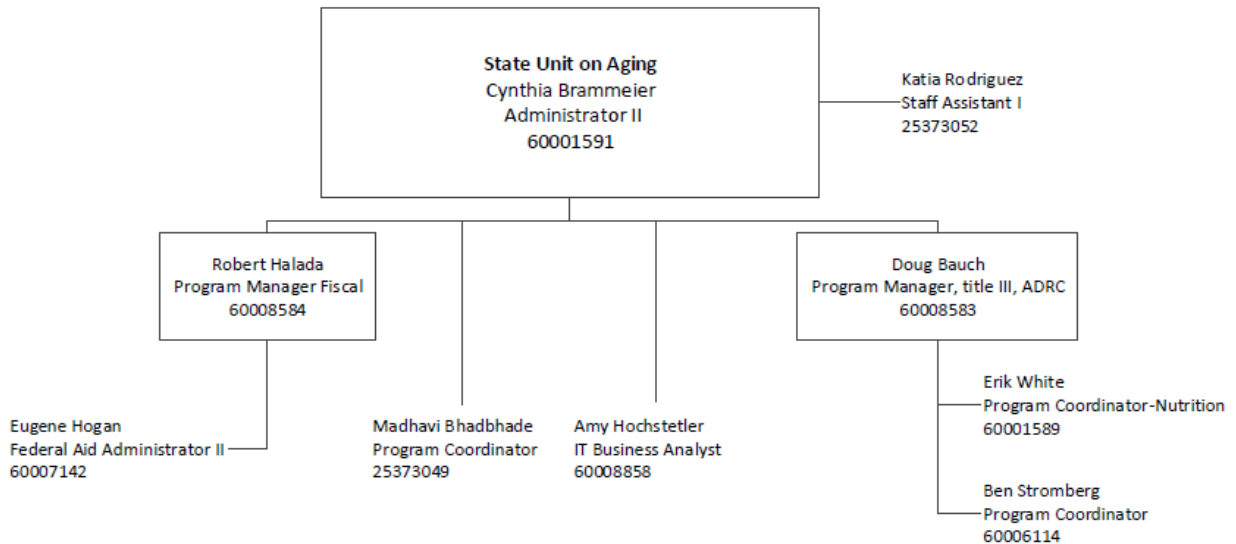 State Unit on Aging
Cynthia Brammeier
Administrator II
60001591
Katia Rodriguez
Staff Assistant I
25373052
Robert Halada
Program Manager Fiscal
60008584
Doug Bauch
Program Manager, title III, ADRC
60008583
Eugene Hogan
Federal Aid Administrator II
60007142
Madhavi Bhadbhade
Program Coordinator
25373049
Amy Hochstetler
IT Business Analyst
60008858
Erik White
Program Coordinator-Nutrition
60001589
Ben Stromberg
Program Coordinator
60006114